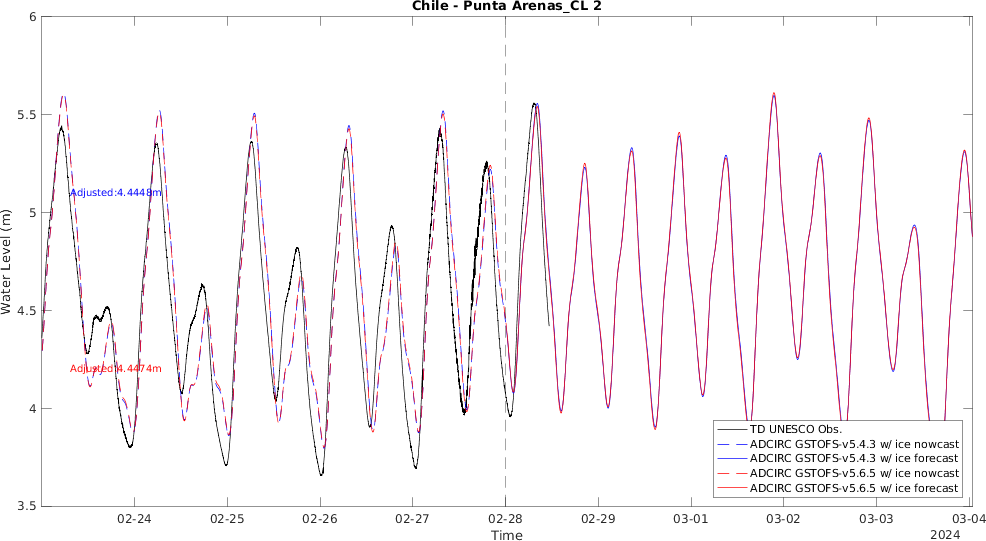 Chile - Punta Arenas_CL 2
6
5.5
5
4.5
4
3.5
Water Level (m)
Adjusted:4.4448m
Adjusted:4.4474m
TD UNESCO Obs.
ADCIRC GSTOFS-v5.4.3 w/ ice nowcast
ADCIRC GSTOFS-v5.4.3 w/ ice forecast
ADCIRC GSTOFS-v5.6.5 w/ ice nowcast
ADCIRC GSTOFS-v5.6.5 w/ ice forecast
02-24 02-25 02-26 02-27 02-28 02-29 03-01 03-02 03-03 03-04
Time
2024